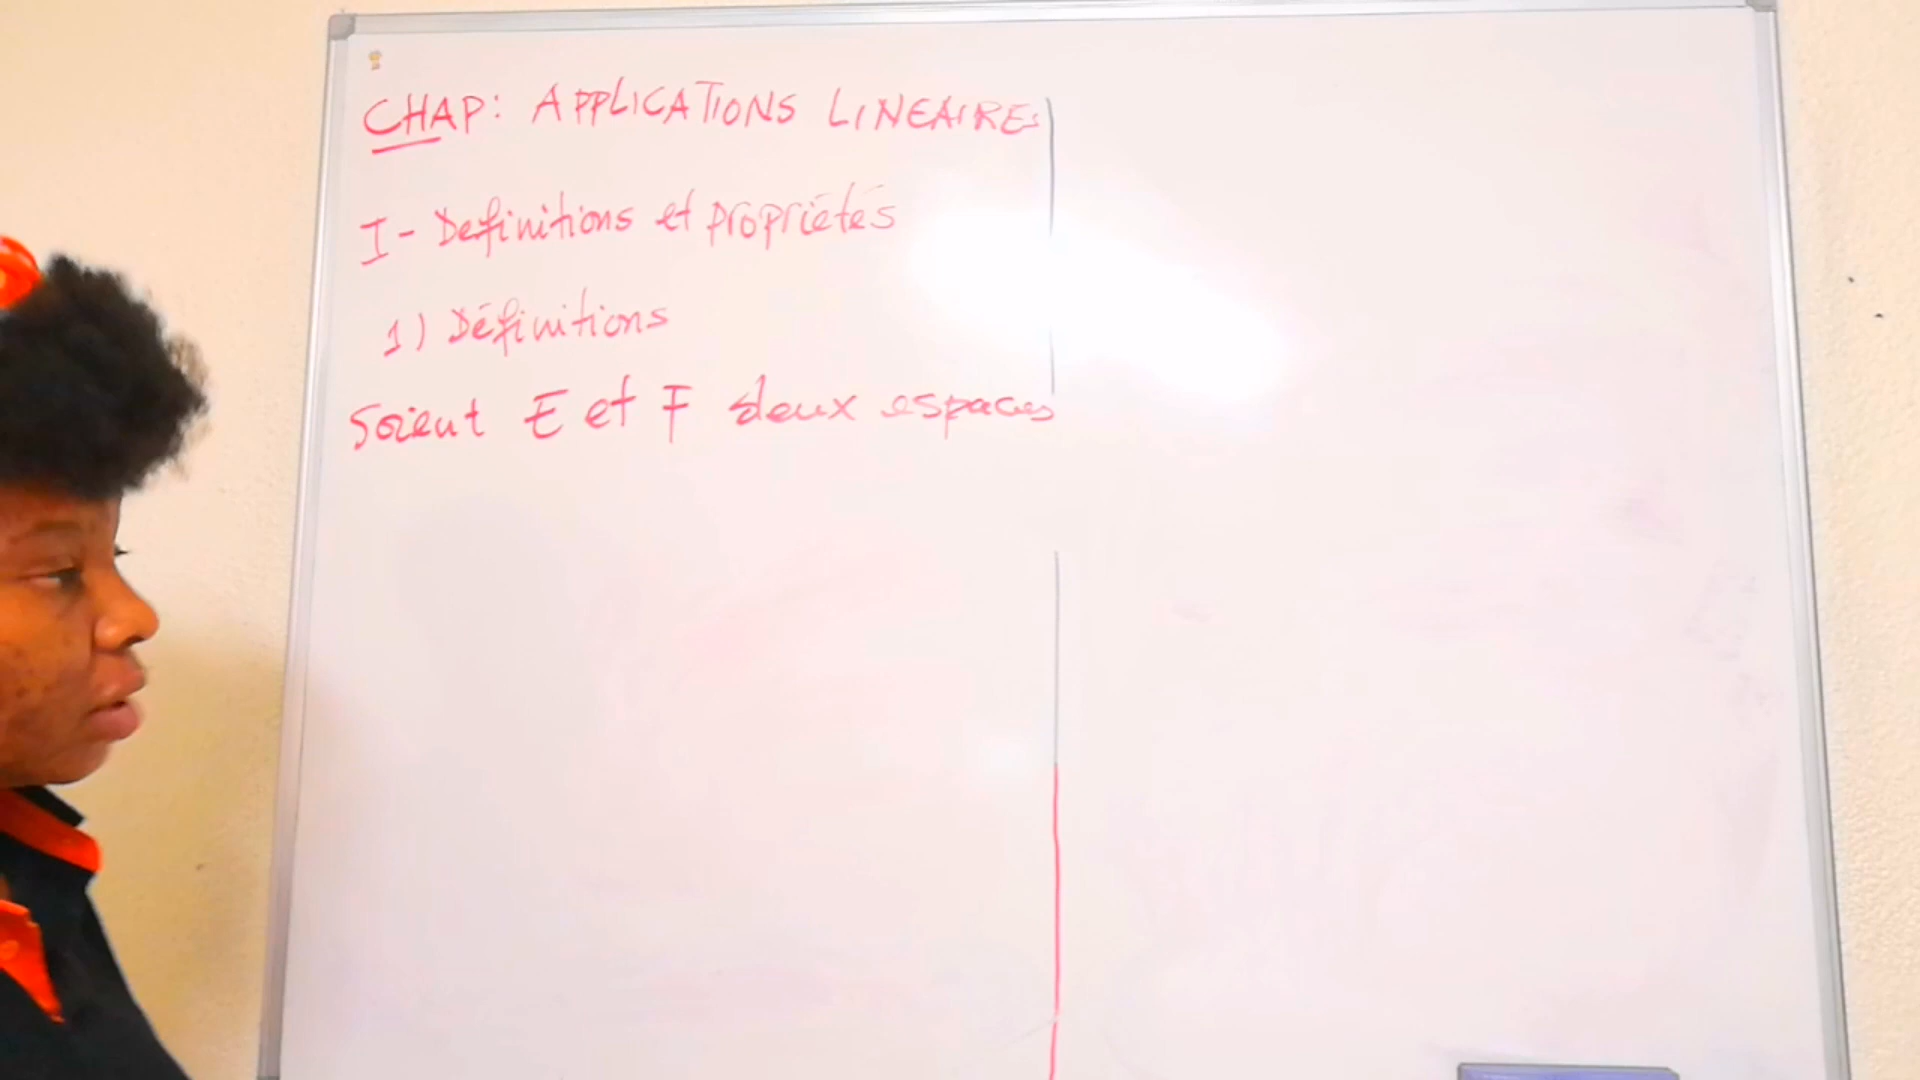 CHAP: APPLICATIONS LINEAIRES
I - Definitions et propriétés
1) Définitions
Soient E et F deux espaces